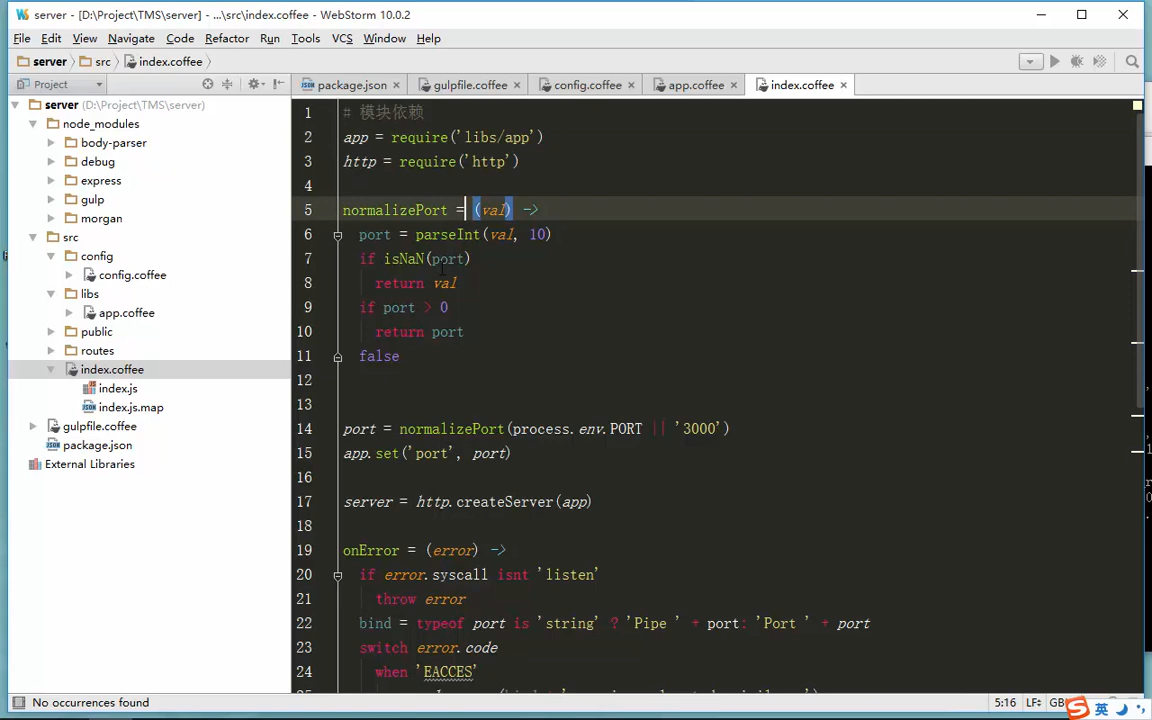 server - [D:\Project\TMS\server] - ...\src\index.coffee - WebStorm 10.0.2
File Edit View Navigate Code Refactor Run Tools VCS Window Help
server src index.coffee
Project
package.json gulpfile.coffee config.coffee app.coffee index.coffee
server (D:\Project\TMS\server)
node_modules
body-parser
debug
express
gulp
morgan
src
config
config.coffee
libs
app.coffee
public
routes
index.coffee
index.js
index.js.map
gulpfile.coffee
package.json
External Libraries
1 # 模块依赖
2 app = require('libs/app')
3 http = require('http')
4
5 normalizePort = (val) ->
6 port = parseInt(val, 10)
7 if isNaN(port)
8 return val
9 if port > 0
10 return port
11 false
12
13
14 port = normalizePort(process.env.PORT || '3000')
15 app.set('port', port)
16
17 server = http.createServer(app)
18
19 onError = (error) ->
20 if error.syscall isnt 'listen'
21 throw error
22 bind = typeof port is 'string' ? 'Pipe ' + port: 'Port ' + port
23 switch error.code
24 when 'EACCES'
No occurrences found
5:16 LF÷ GB
英